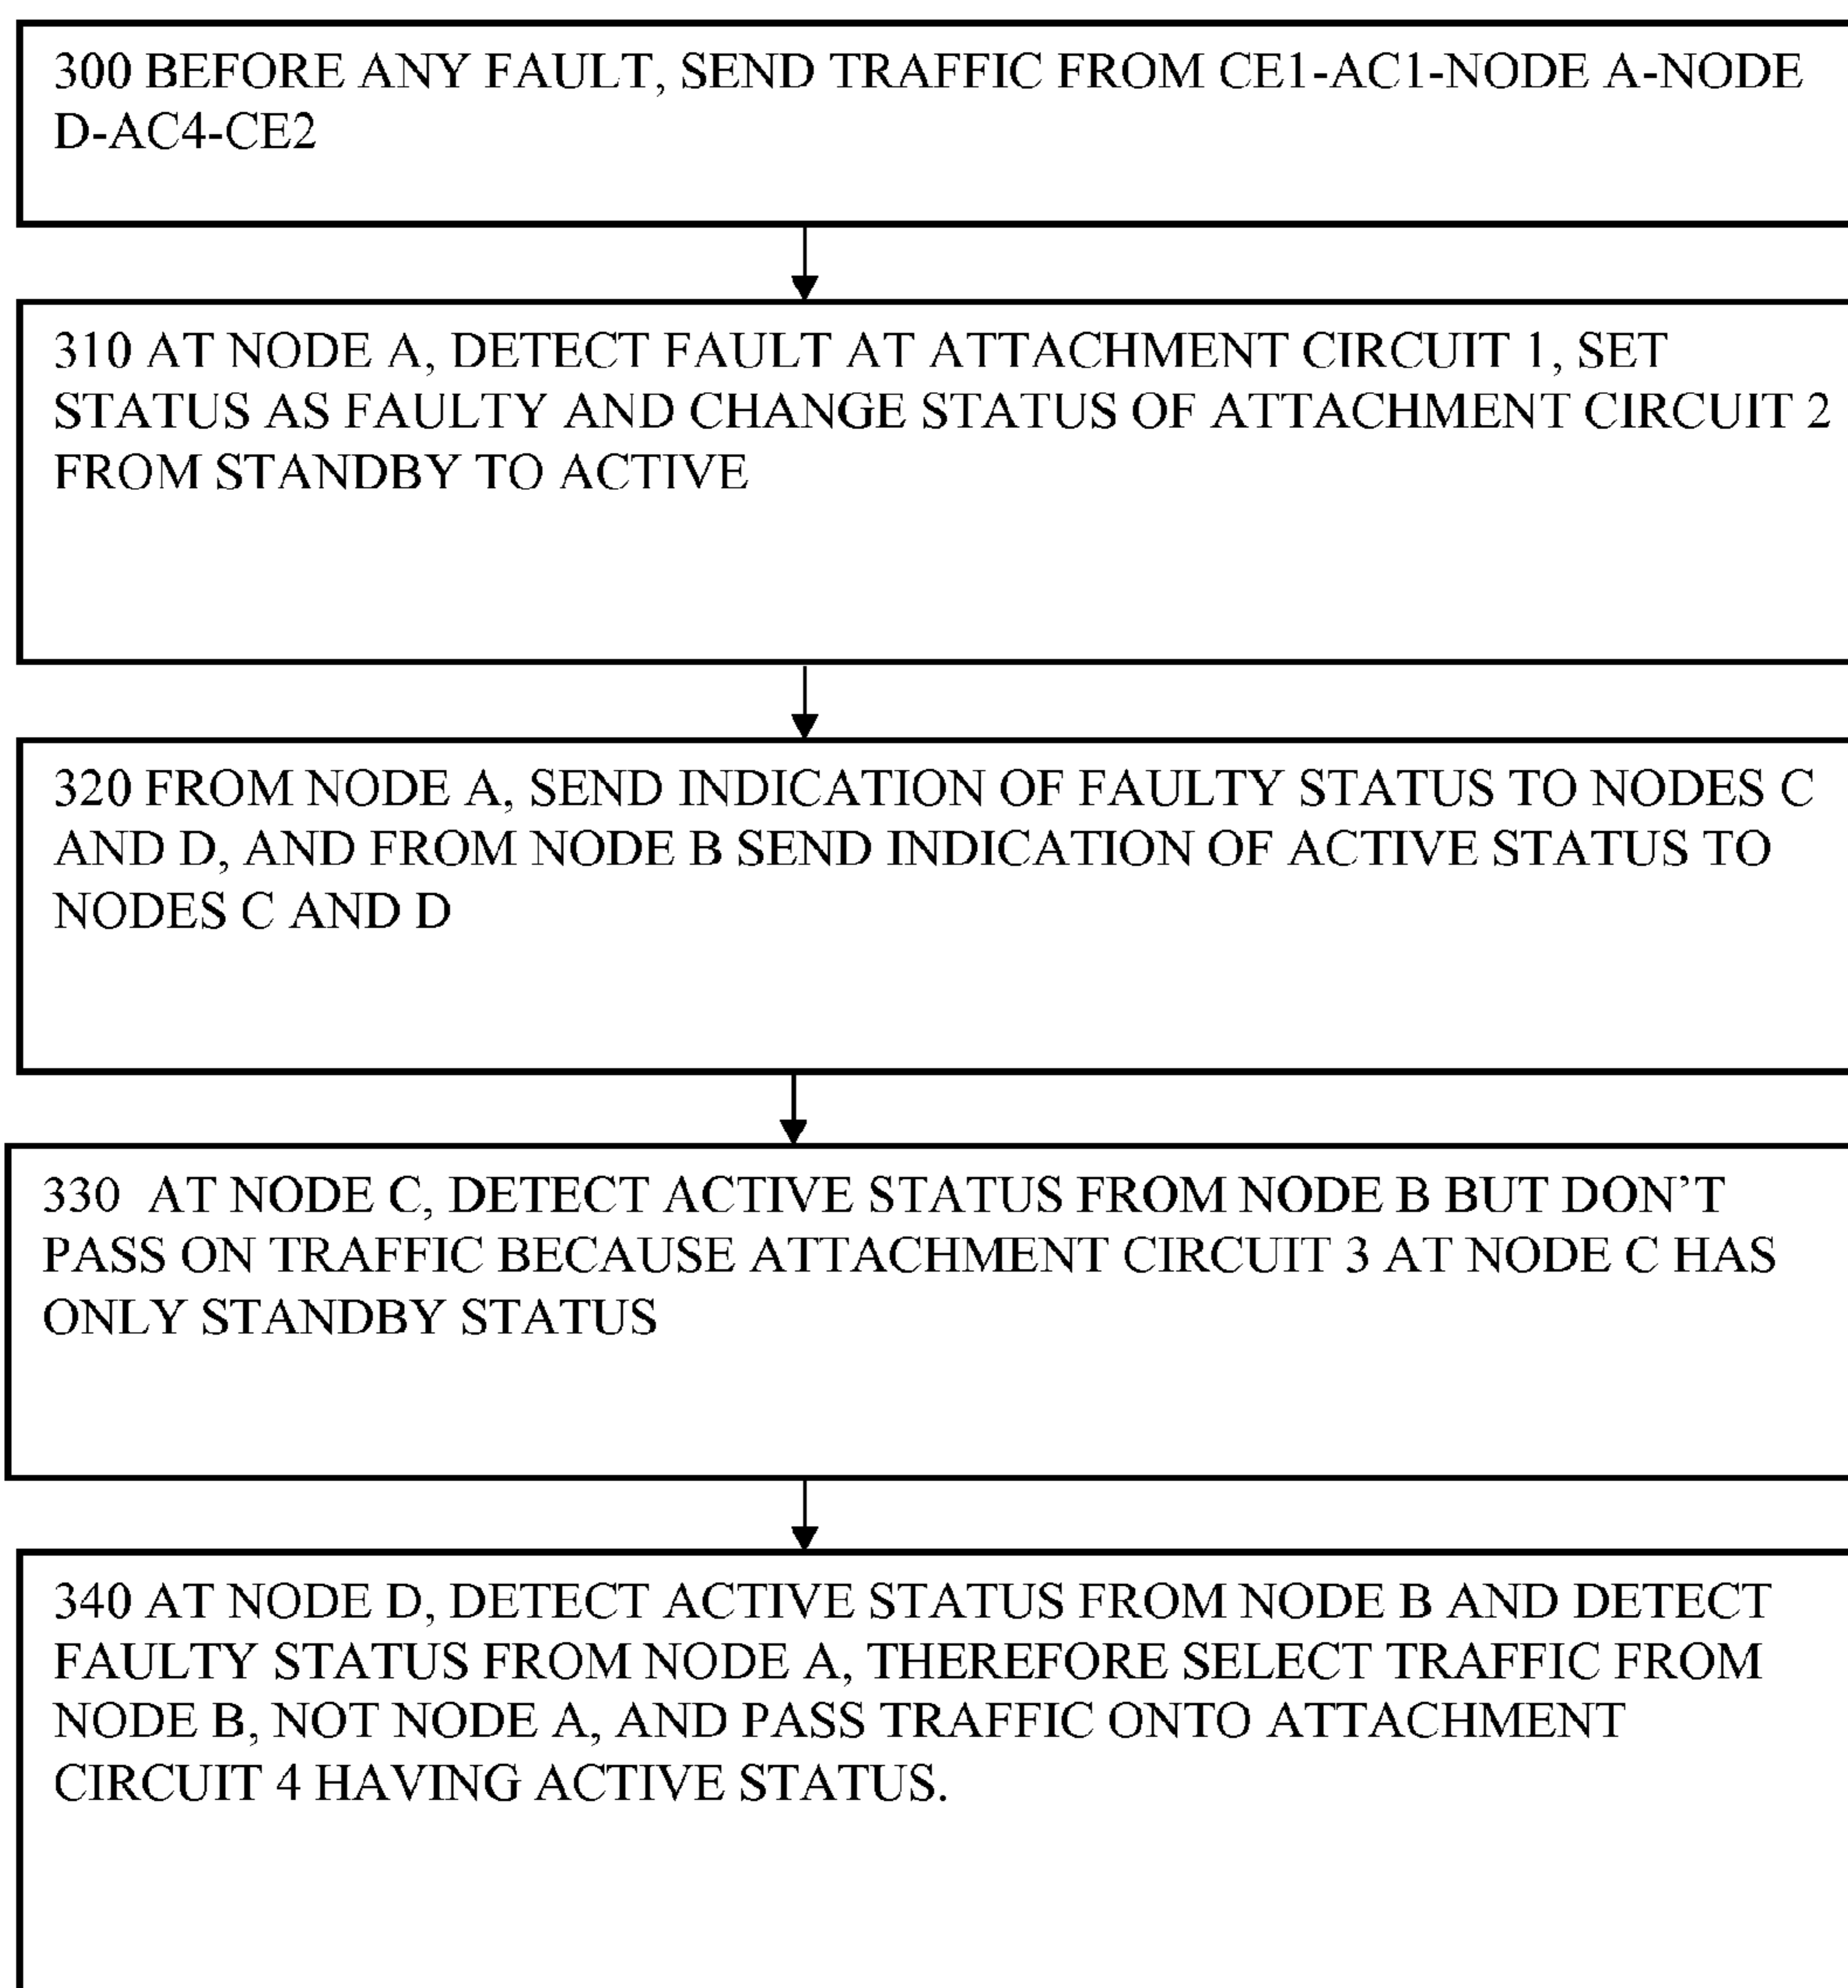 300 BEFORE ANY FAULT, SEND TRAFFIC FROM CE1-AC1-NODE A-NODE
D-AC4-CE2
310 AT NODE A, DETECT FAULT AT ATTACHMENT CIRCUIT 1, SET
STATUS AS FAULTY AND CHANGE STATUS OF ATTACHMENT CIRCUIT 2
FROM STANDBY TO ACTIVE
320 FROM NODE A, SEND INDICATION OF FAULTY STATUS TO NODES C
AND D, AND FROM NODE B SEND INDICATION OF ACTIVE STATUS TO
NODES C AND D
330 AT NODE C, DETECT ACTIVE STATUS FROM NODE B BUT DON'T
PASS ON TRAFFIC BECAUSE ATTACHMENT CIRCUIT 3 AT NODE C HAS
ONLY STANDBY STATUS
340 AT NODE D, DETECT ACTIVE STATUS FROM NODE B AND DETECT
FAULTY STATUS FROM NODE A, THEREFORE SELECT TRAFFIC FROM
NODE B, NOT NODE A, AND PASS TRAFFIC ONTO ATTACHMENT
CIRCUIT 4 HAVING ACTIVE STATUS.